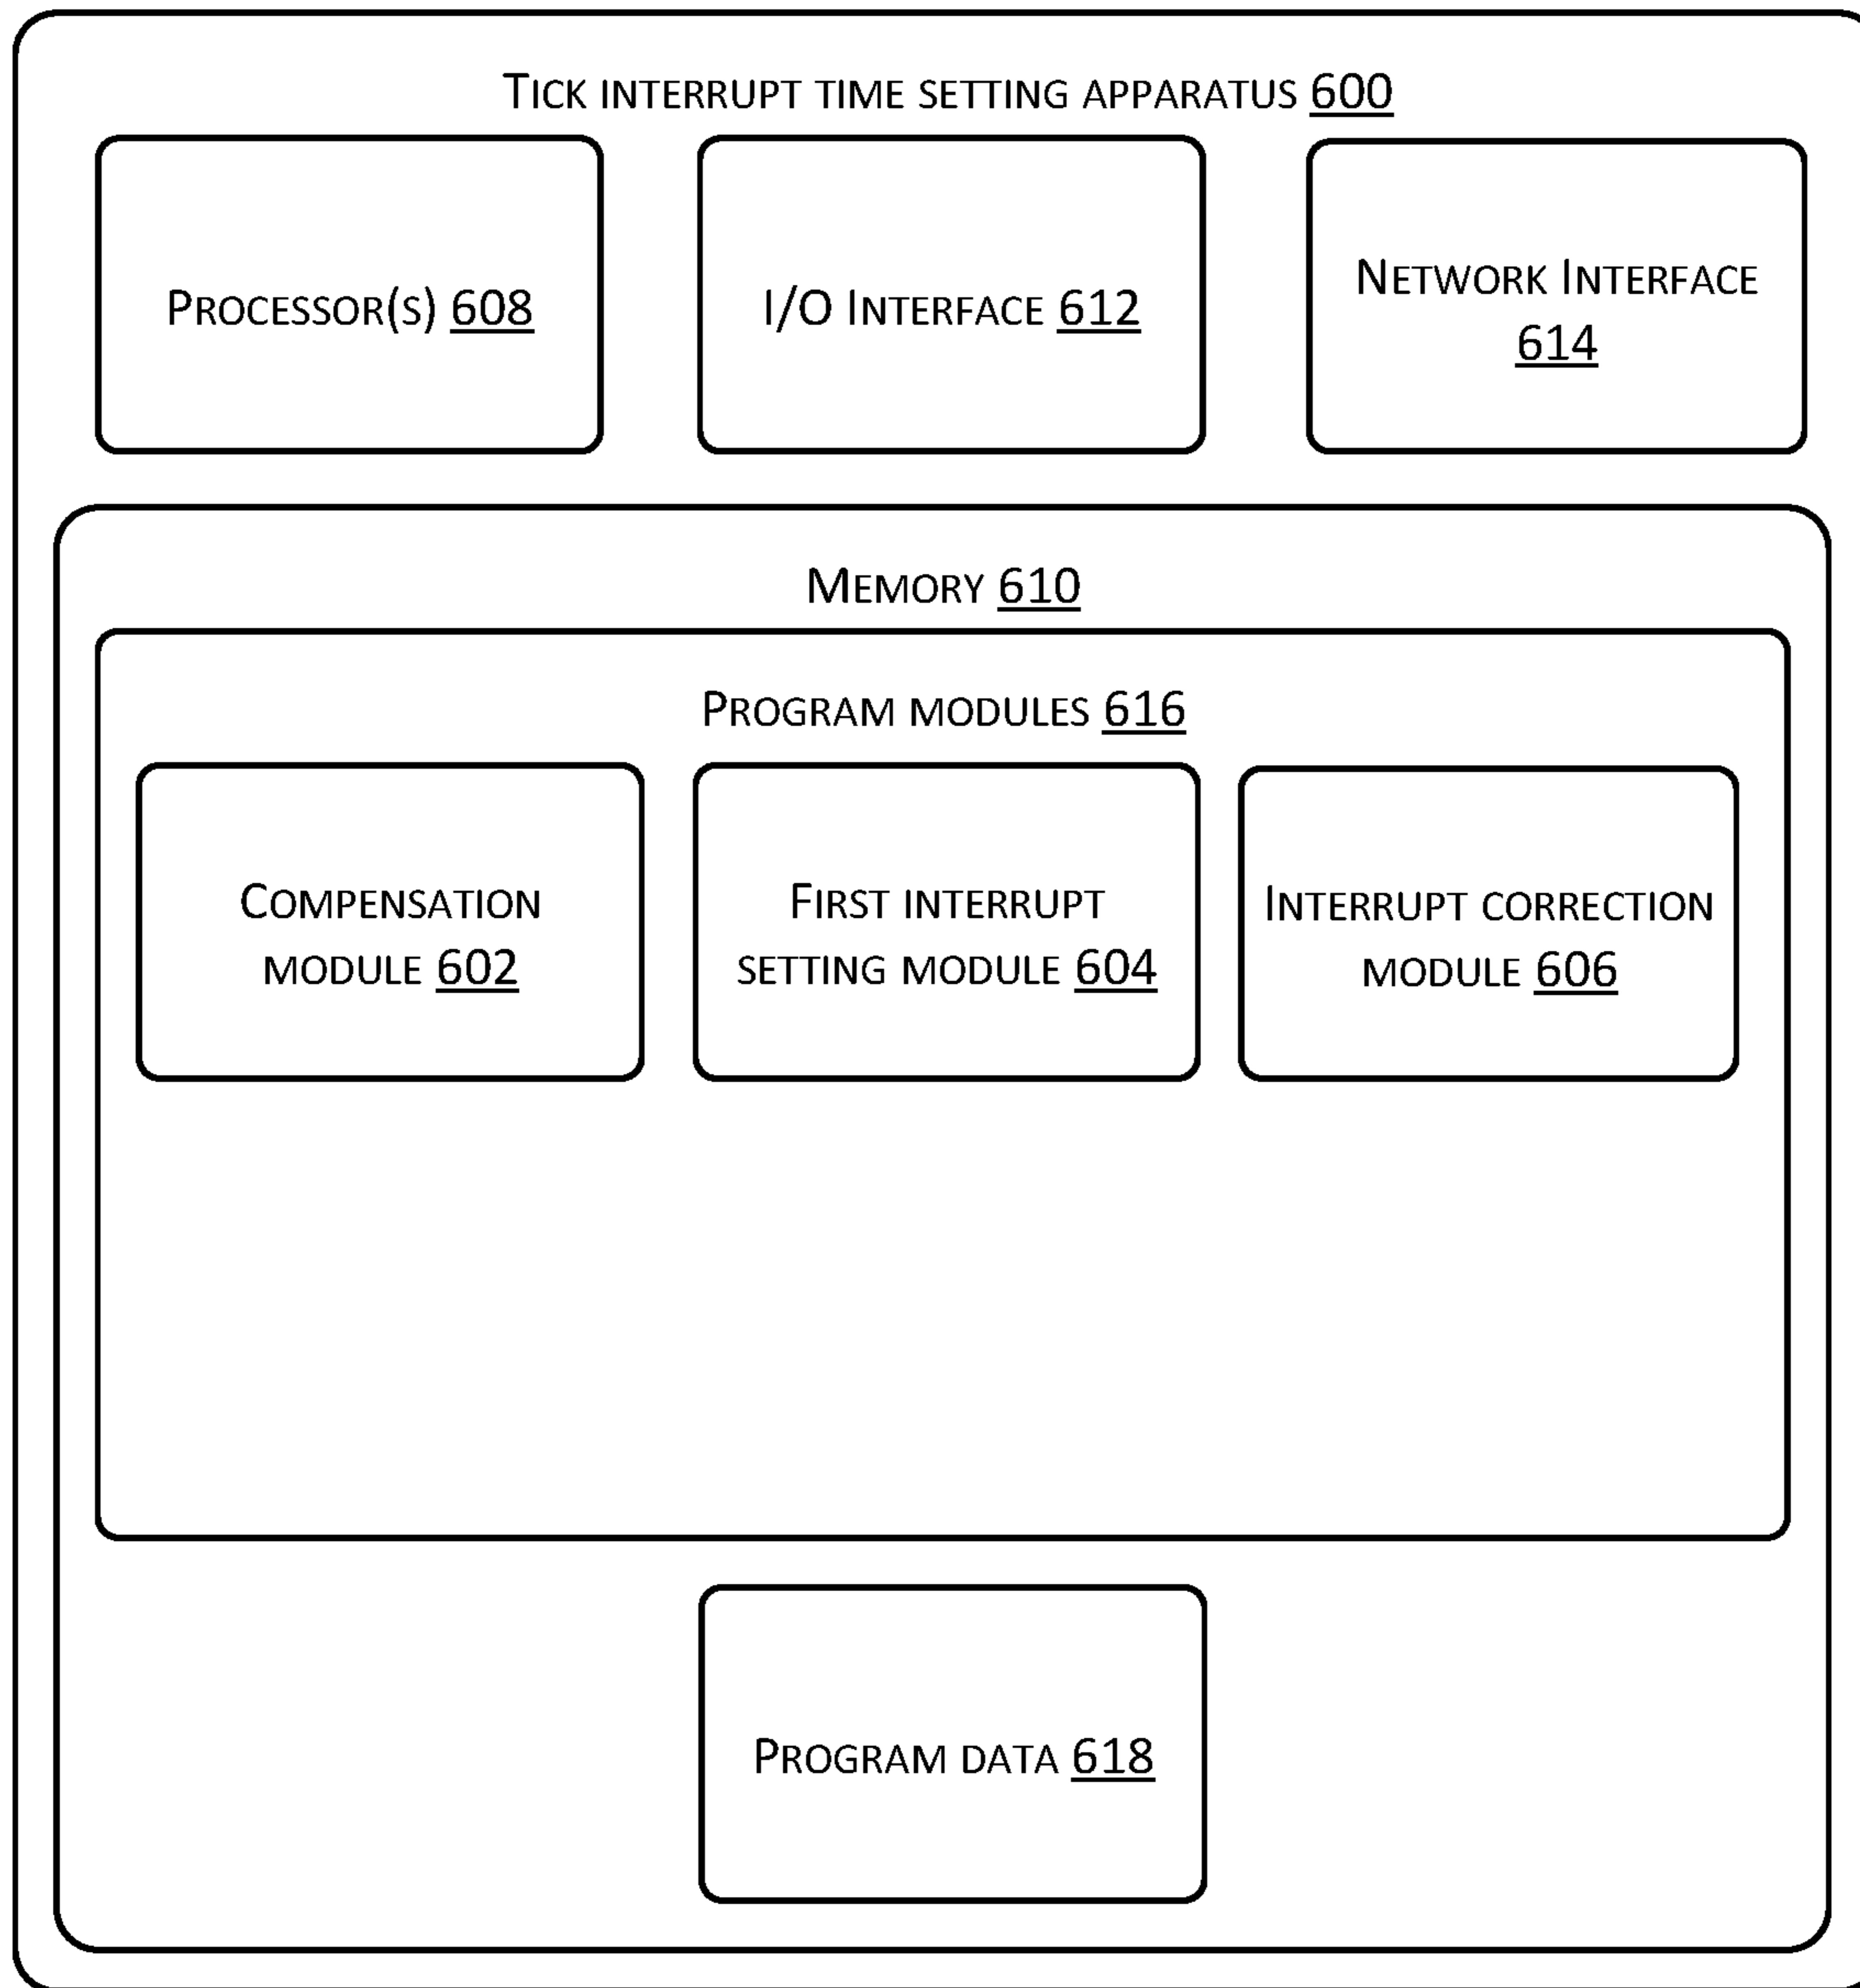 TICK INTERRUPT TIME SETTING APPARATUS 600
PROCESSOR(S) 608
I/O INTERFACE 612
NETWORK INTERFACE
614
MEMORY 610
PROGRAM MODULES 616
COMPENSATION
MODULE 602
FIRST INTERRUPT
SETTING MODULE 604
INTERRUPT CORRECTION
MODULE 606
PROGRAM DATA 618